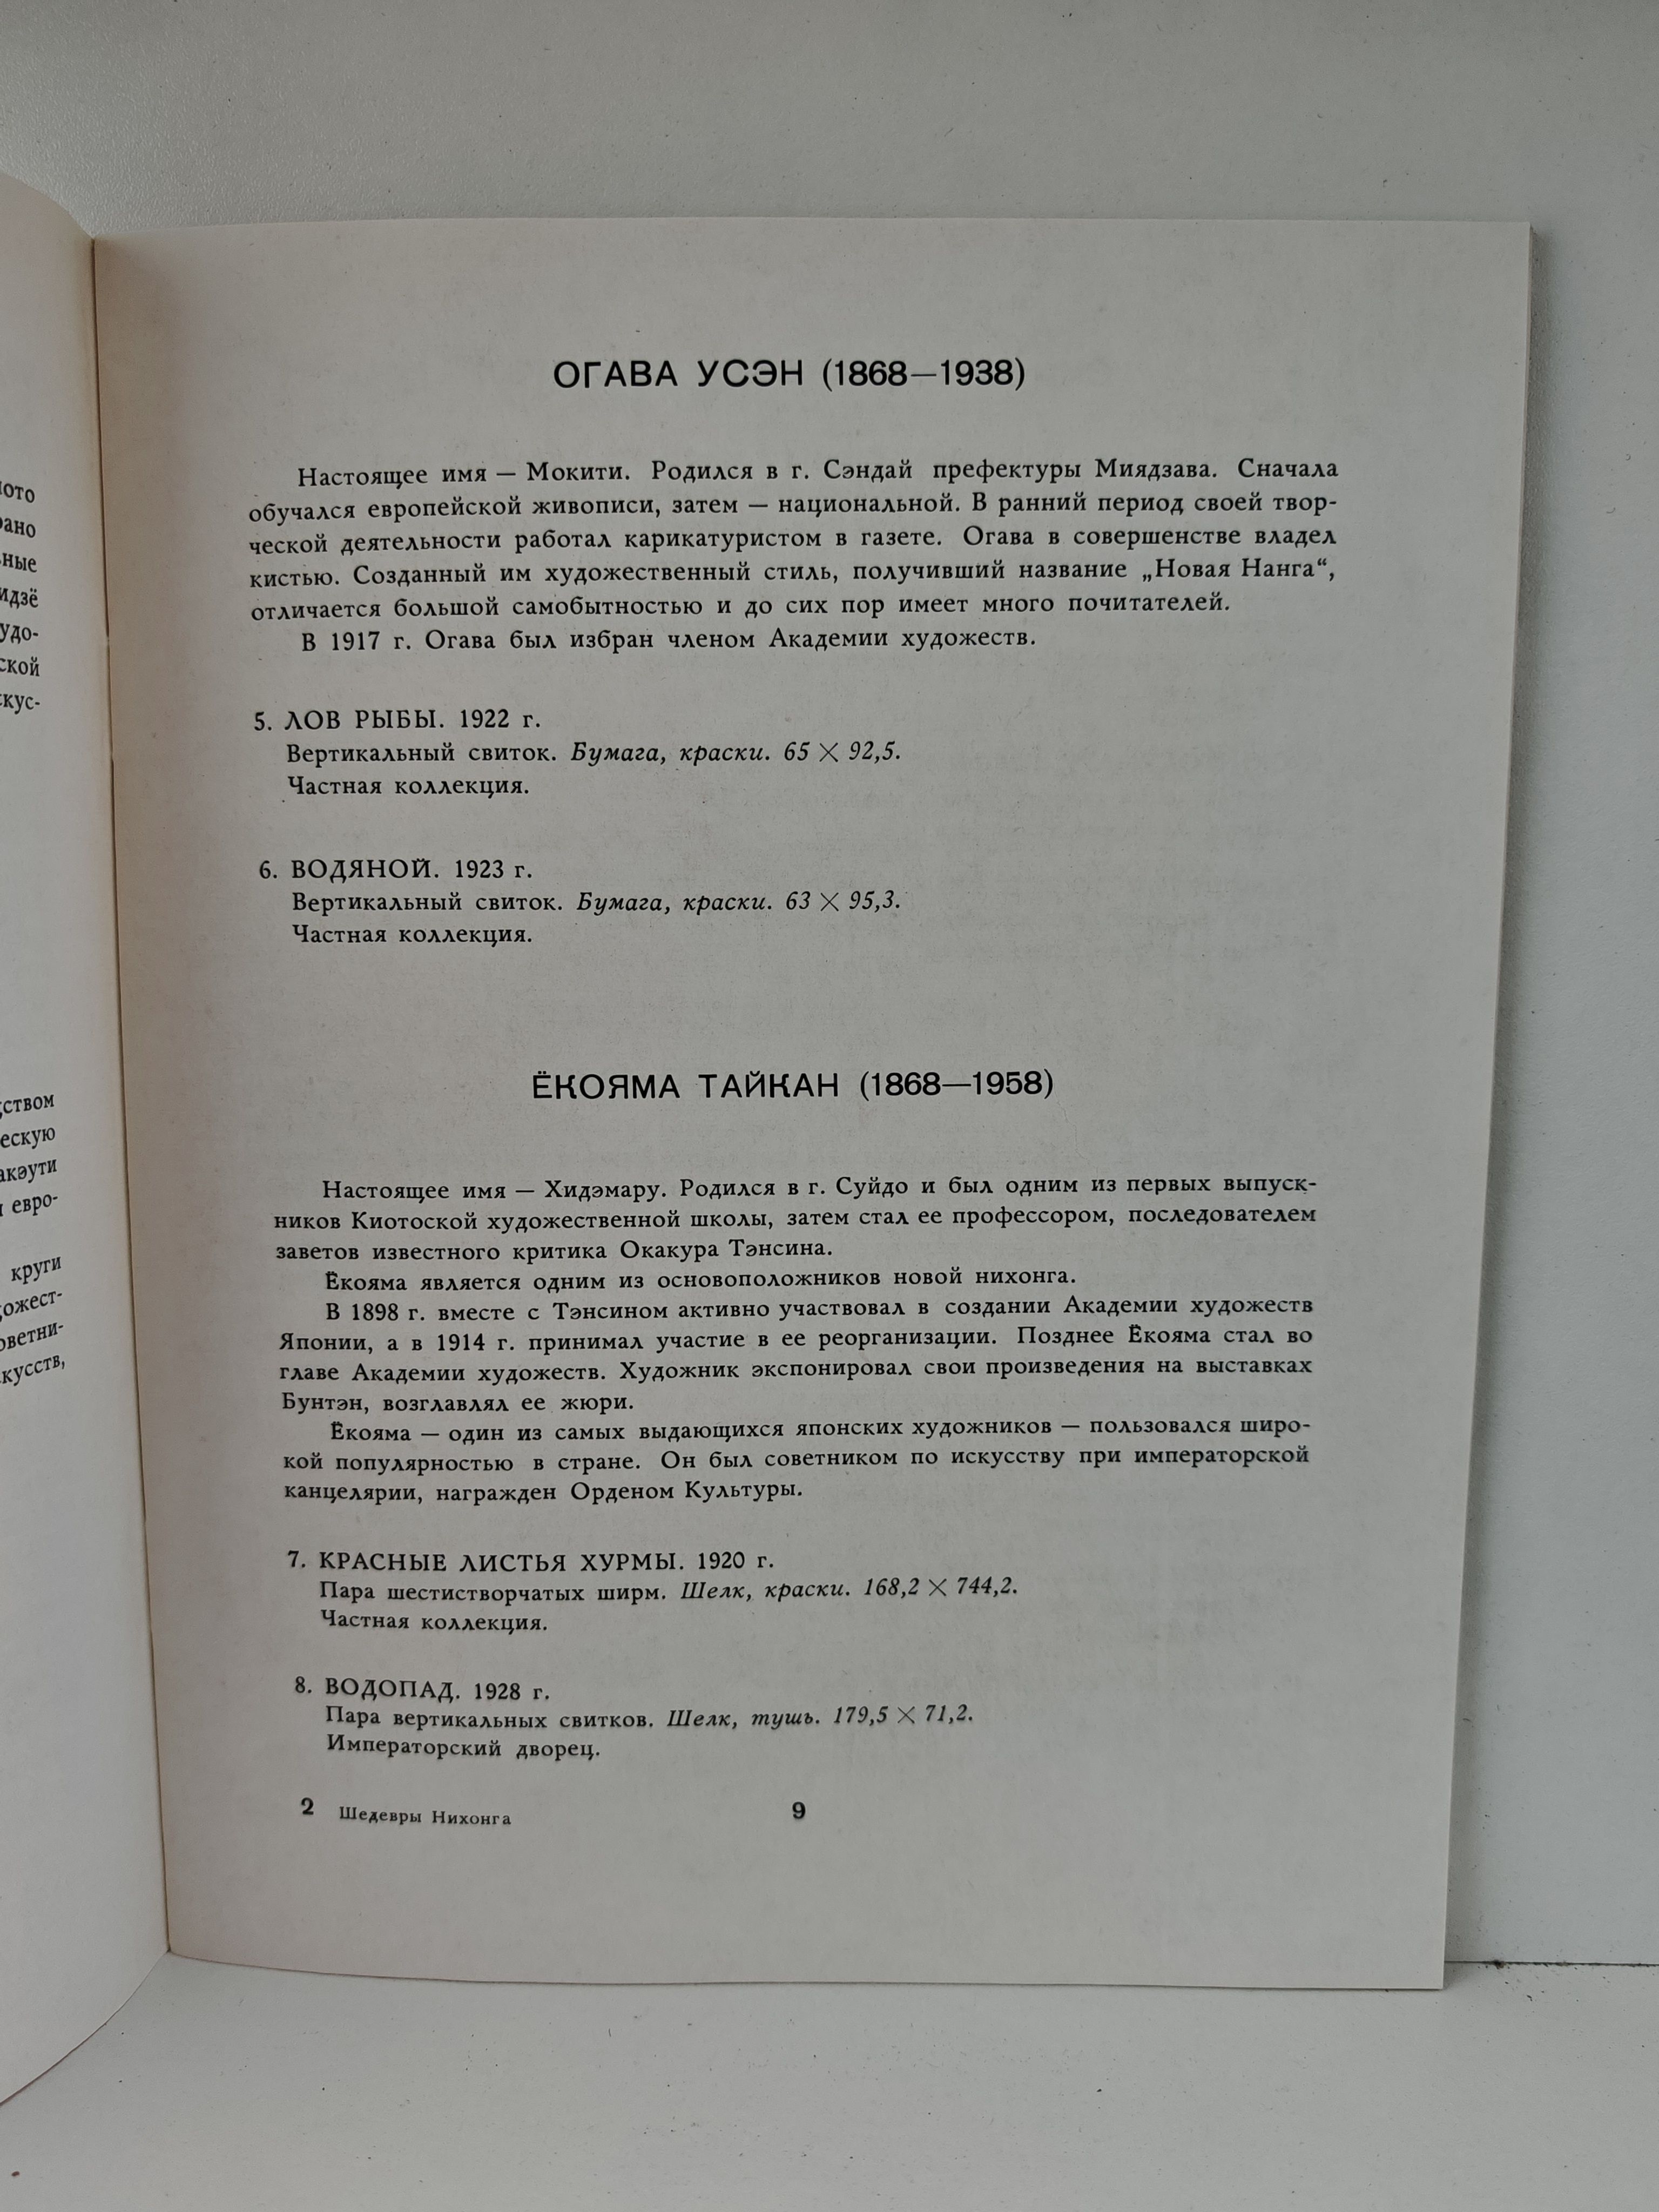 ОГАВА УСЭН (1868—1938)
Настоящее имя — Мокити. Родился в г. Сэндай префектуры Миядзава. Сначала
обучался европейской живописи, затем — национальной. В ранний период своей твор-
ческой деятельности работал карикатуристом в газете. Огава в совершенстве владел
кистью. Созданный им художественный стиль, получивший название „Новая Нанга“,
отличается большой самобытностью и до сих пор имеет много почитателей.
В 1917 г. Огава был избран членом Академии художеств.
5. ЛОВ РЫБЫ. 1922 г.
Вертикальный свиток. Бумага, краски. 65 × 92,5.
Частная коллекция.
6. ВОДЯНОЙ. 1923 г.
Вертикальный свиток. Бумага, краски. 63 × 95,3.
Частная коллекция.
ЁКОЯМА ТАЙКАН (1868—1958)
Настоящее имя — Хидэмару. Родился в г. Суйдо и был одним из первых выпуск-
ников Киотоской художественной школы, затем стал ее профессором, последователем
заветов известного критика Окакура Тэнсина.
Ёкояма является одним из основоположников новой нихонга.
В 1898 г. вместе с Тэнсином активно участвовал в создании Академии художеств
Японии, а в 1914 г. принимал участие в ее реорганизации. Позднее Ёкояма стал во
главе Академии художеств. Художник экспонировал свои произведения на выставках
Бунтэн, возглавлял ее жюри.
Ёкояма — один из самых выдающихся японских художников — пользовался широ-
кой популярностью в стране. Он был советником по искусству при императорской
канцелярии, награжден Орденом Культуры.
7. КРАСНЫЕ ЛИСТЬЯ ХУРМЫ. 1920 г.
Пара шестистворчатых ширм. Шелк, краски. 168,2 × 744,2.
Частная коллекция.
8. ВОДОПАД. 1928 г.
Пара вертикальных свитков. Шелк, тушь. 179,5 × 71,2.
Императорский дворец.
2 Шедевры Нихонга 9